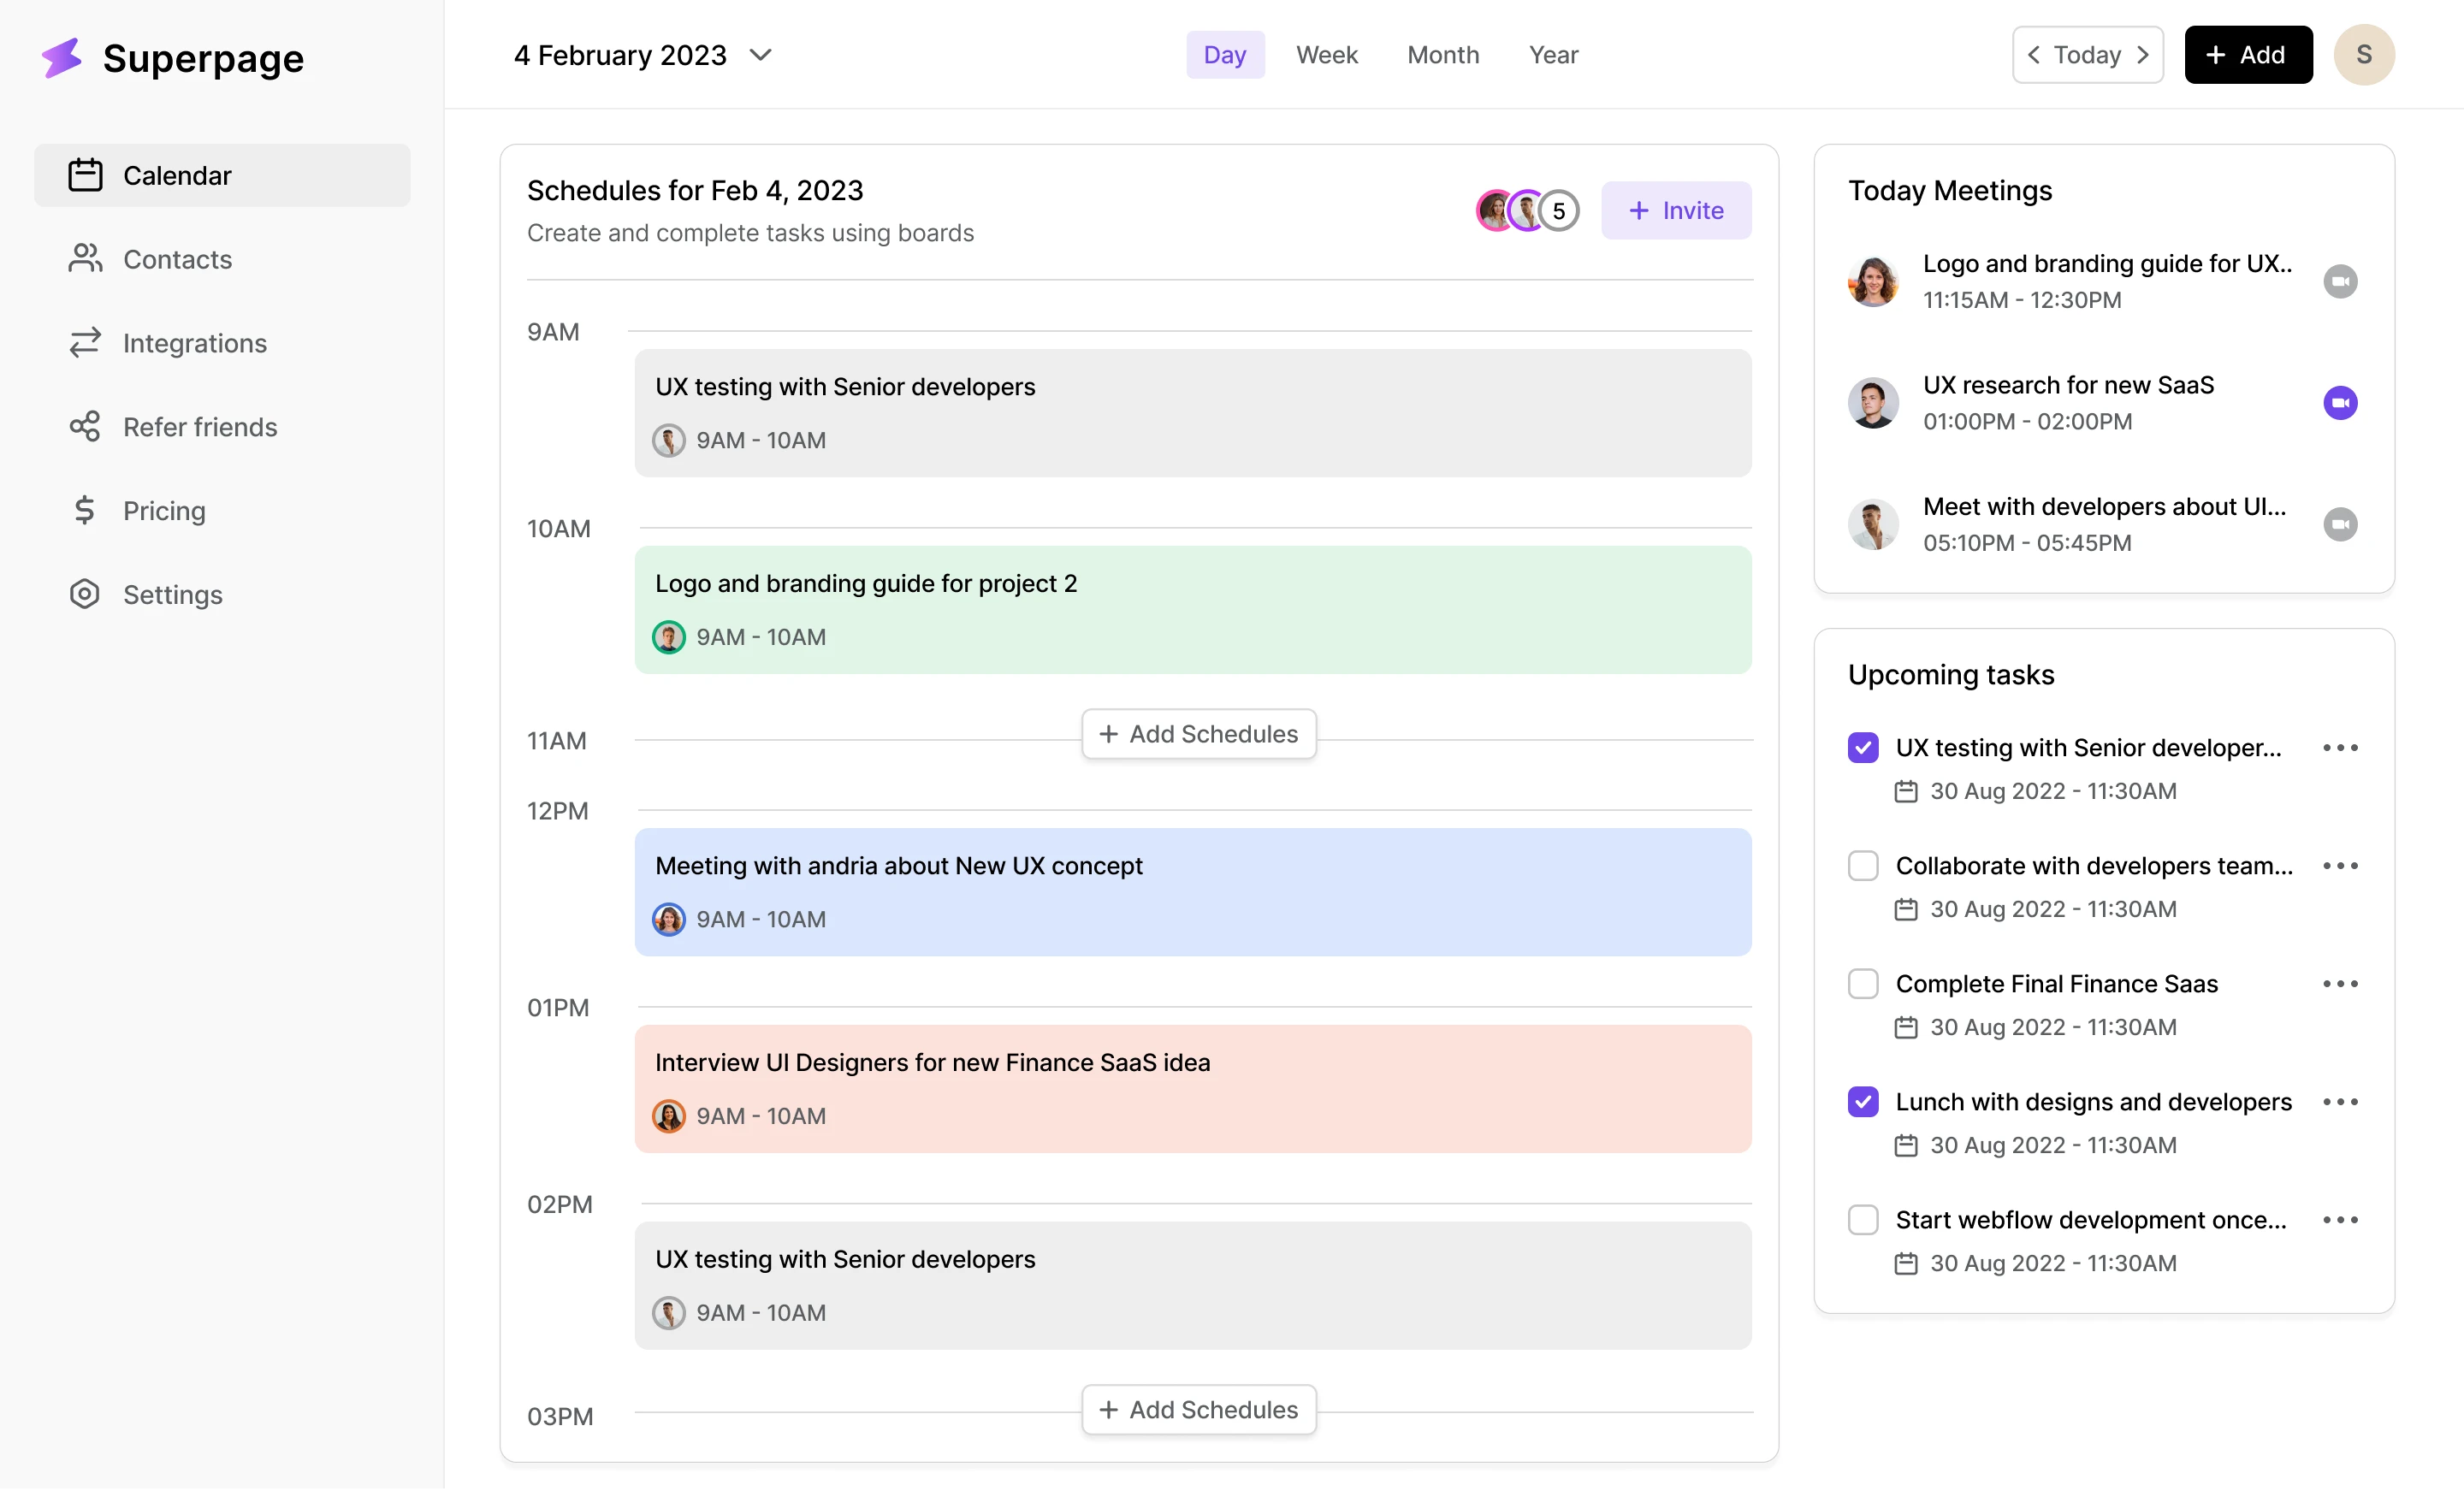 Superpage
Calendar
Contacts
Integrations
Refer friends
Pricing
Settings
4 February 2023
Day
Week
Month
Year
Today
Add
S
Schedules for Feb 4, 2023
Create and complete tasks using boards
5
Invite
9AM
UX testing with Senior developers
9AM - 10AM
10AM
Logo and branding guide for project 2
9AM - 10AM
11AM
Add Schedules
12PM
Meeting with andria about New UX concept
9AM - 10AM
01PM
Interview UI Designers for new Finance SaaS idea
9AM - 10AM
02PM
UX testing with Senior developers
9AM - 10AM
03PM
Add Schedules
Today Meetings
Logo and branding guide for UX..
11:15AM - 12:30PM
UX research for new SaaS
01:00PM - 02:00PM
Meet with developers about UI...
05:10PM - 05:45PM
Upcoming tasks
UX testing with Senior developer...
30 Aug 2022 - 11:30AM
Collaborate with developers team...
30 Aug 2022 - 11:30AM
Complete Final Finance Saas
30 Aug 2022 - 11:30AM
Lunch with designs and developers
30 Aug 2022 - 11:30AM
Start webflow development once...
30 Aug 2022 - 11:30AM